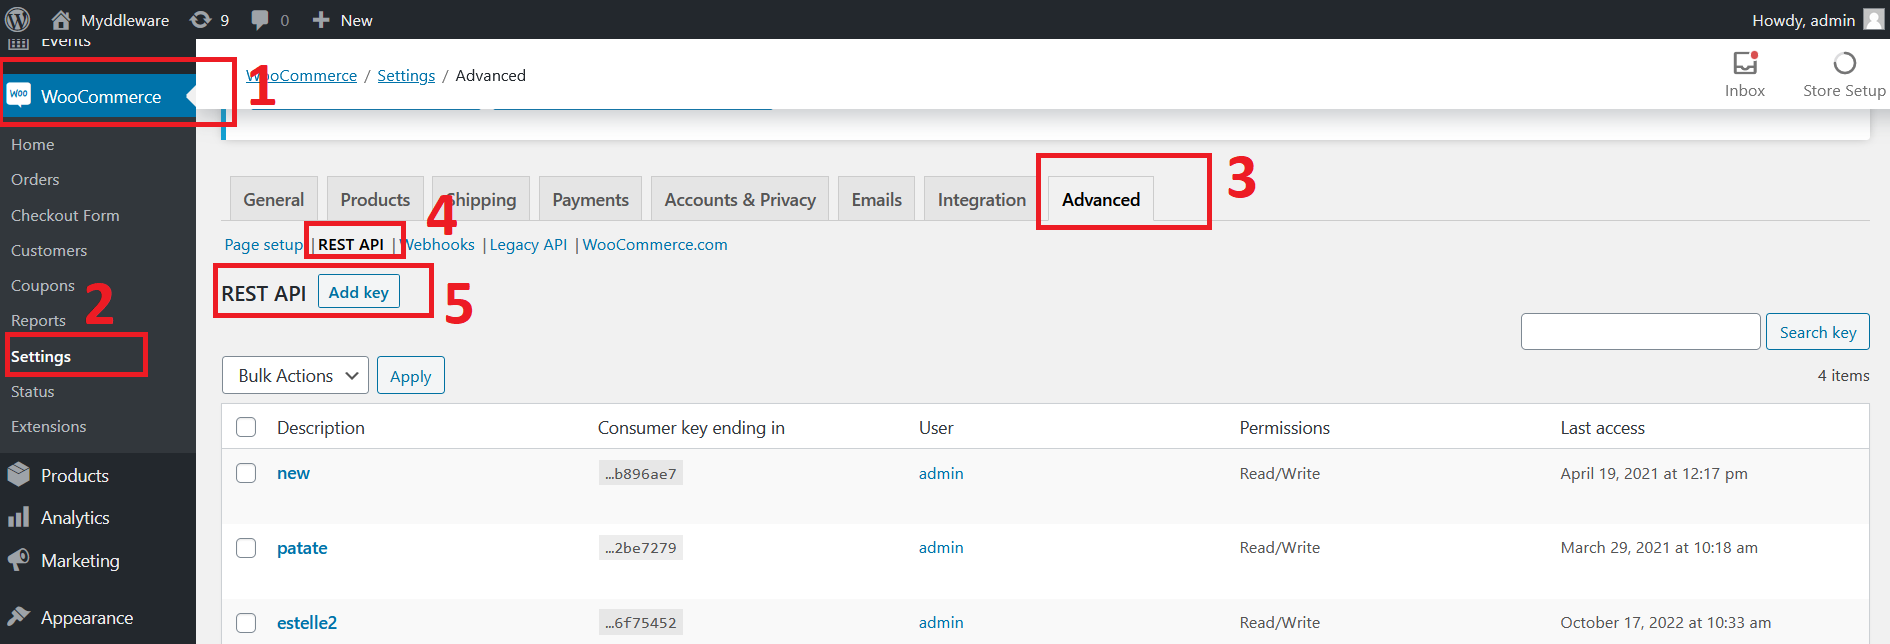 Myddleware 9 0 New Howdy, admin
Events
WooCommerce
Home
Orders
Checkout Form
Customers
Coupons
Reports
Settings
Status
Extensions
Products
Analytics
Marketing
Appearance
1
2
3
4
5
WooCommerce / Settings / Advanced
Inbox
Store Setup
General Products Shipping Payments Accounts & Privacy Emails Integration Advanced
Page setup | REST API | Webhooks | Legacy API | WooCommerce.com
REST API Add key
Search key
Bulk Actions Apply
4 items
Description Consumer key ending in User Permissions Last access
new …b896ae7 admin Read/Write April 19, 2021 at 12:17 pm
patate …2be7279 admin Read/Write March 29, 2021 at 10:18 am
estelle2 …6f75452 admin Read/Write October 17, 2022 at 10:33 am